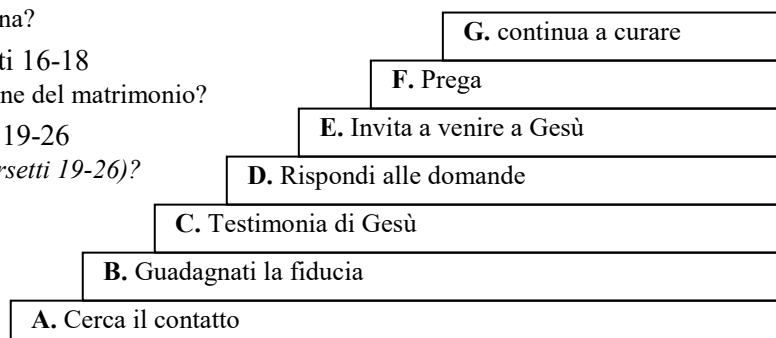 na?
G. continua a curare
ti 16-18
F. Prega
ne del matrimonio?
E. Invita a venire a Gesù
19-26
rsetti 19-26)?
D. Rispondi alle domande
C. Testimonia di Gesù
B. Guadagnati la fiducia
A. Cerca il contatto